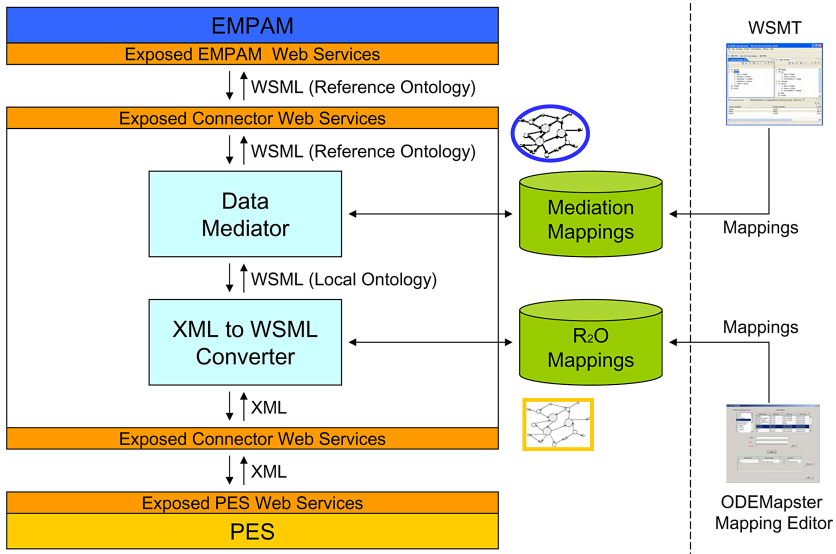 EMPAM
Exposed EMPAM Web Services
WSML (Reference Ontology)
Exposed Connector Web Services
WSML (Reference Ontology)
Data
Mediator
WSML (Local Ontology)
XML to WSML
Converter
XML
Exposed Connector Web Services
XML
Exposed PES Web Services
PES
Mediation
Mappings
R2O
Mappings
WSMT
Mappings
Mappings
ODEMapster
Mapping Editor